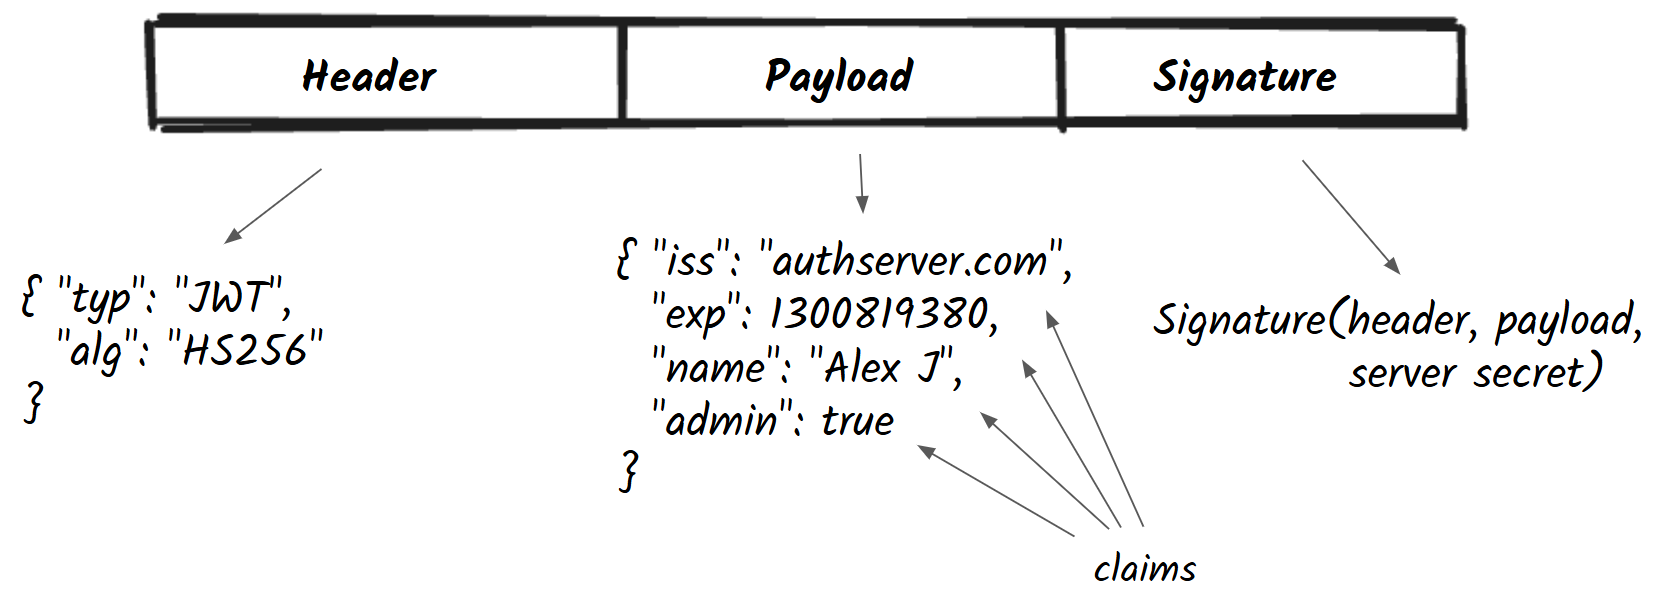 Header Payload Signature
{ "typ": "JWT",
"alg": "HS256"
}
{ "iss": "authserver.com",
"exp": 1300819380,
"name": "Alex J",
"admin": true
}
Signature(header, payload,
server secret)
claims